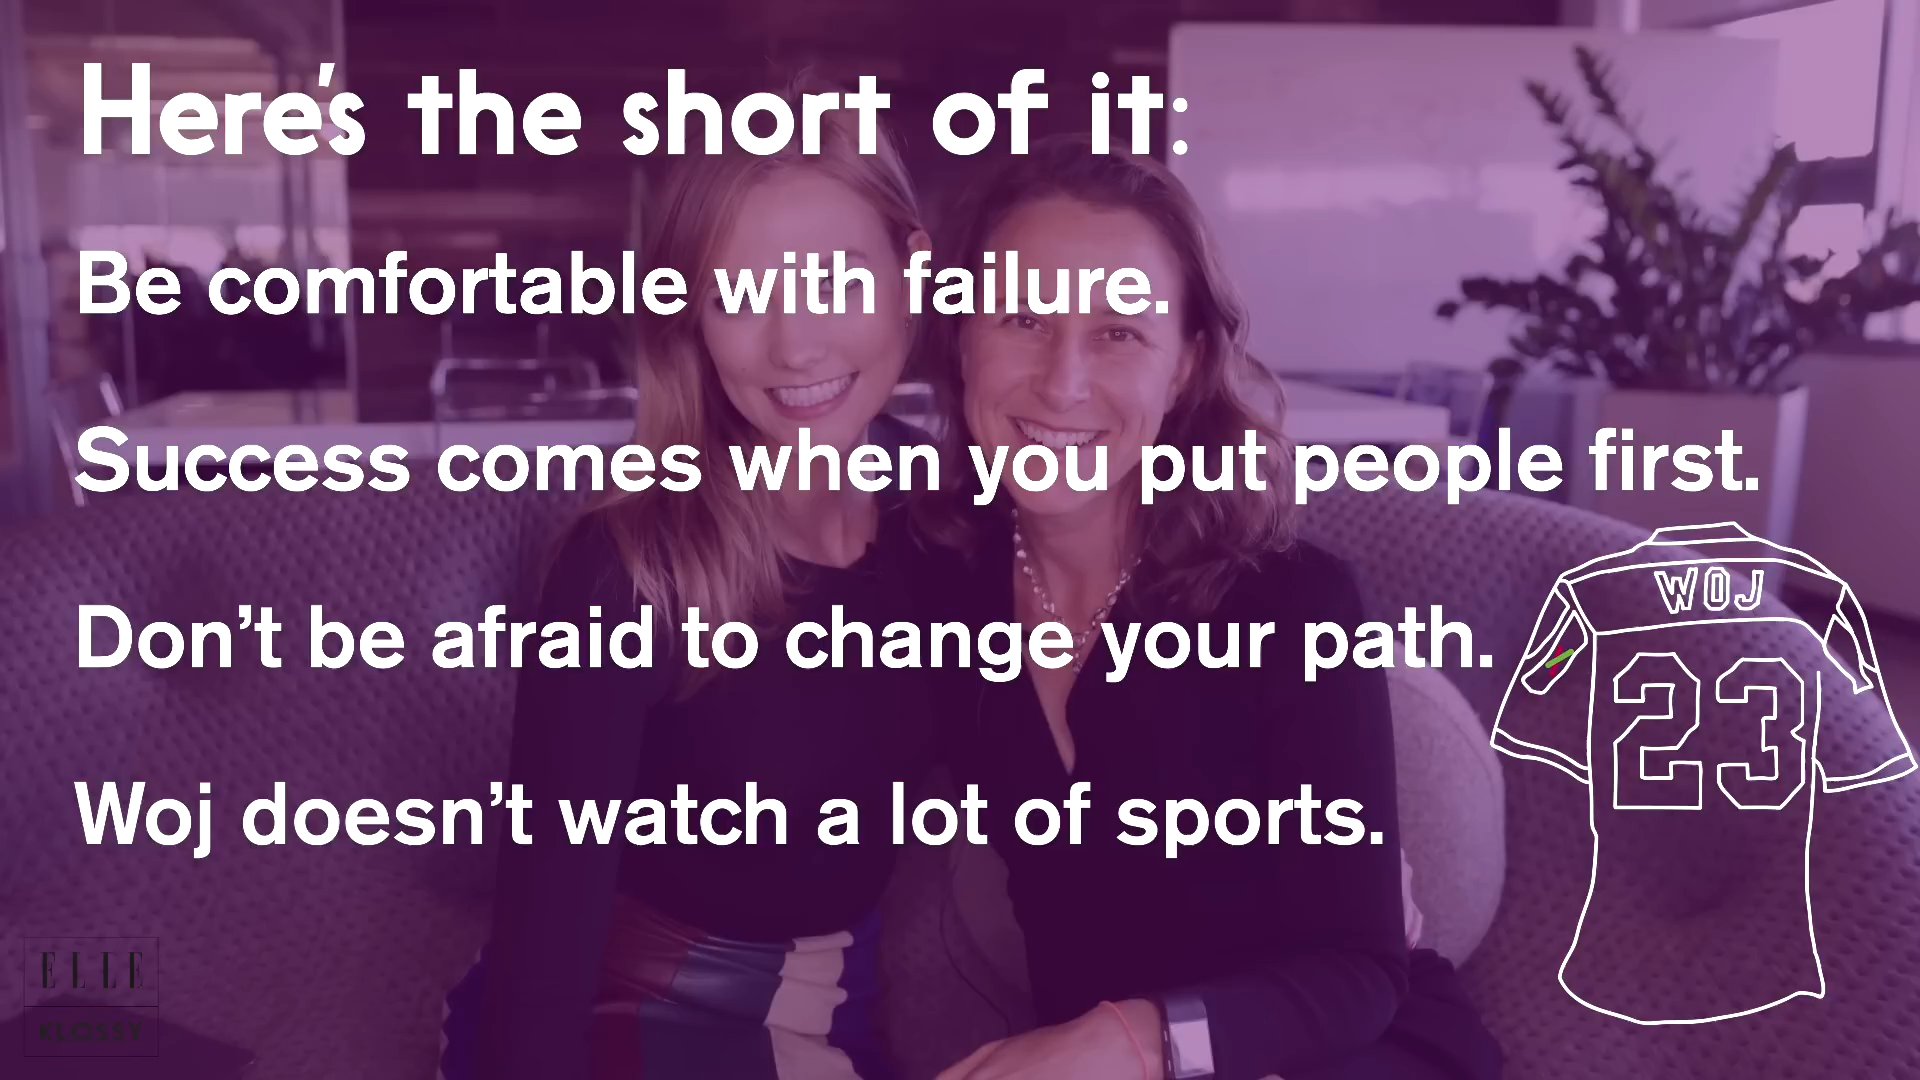 Here's the short of it:
Be comfortable with failure.
Success comes when you put people first.
Don't be afraid to change your path.
WOJ
23
Woj doesn't watch a lot of sports.
ELLE
KLOSSY